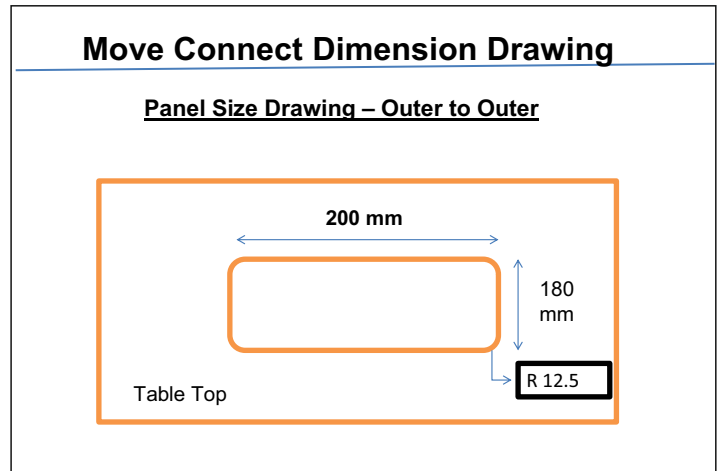 Move Connect Dimension Drawing
Panel Size Drawing – Outer to Outer
200 mm
180
mm
R 12.5
Table Top